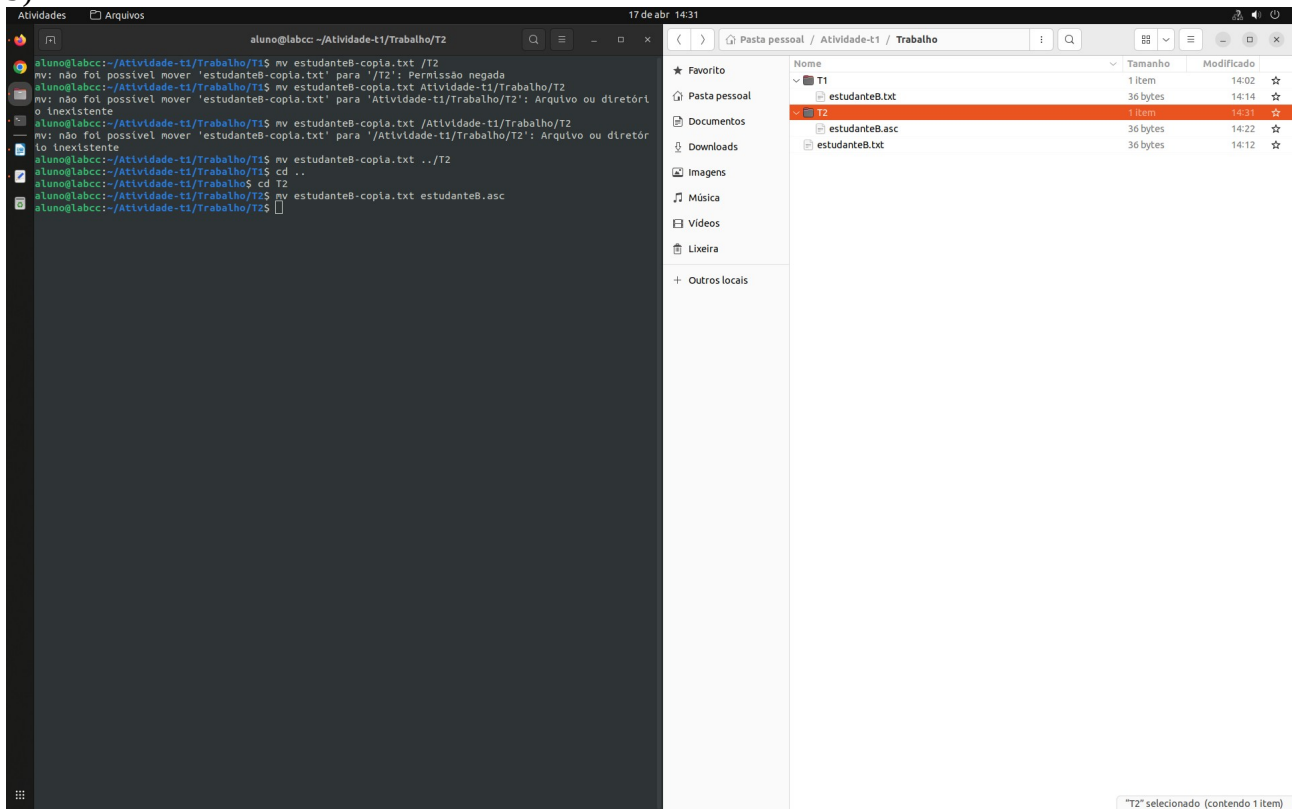 Atividades Arquivos 17 de abr 14:31
aluno@labcc: ~/Atividade-t1/Trabalho/T2
aluno@labcc:~/Atividade-t1/Trabalho/T1$ mv estudanteB-copia.txt /T2
mv: não foi possível mover 'estudanteB-copia.txt' para '/T2': Permissão negada
aluno@labcc:~/Atividade-t1/Trabalho/T1$ mv estudanteB-copia.txt Atividade-t1/Trabalho/T2
mv: não foi possível mover 'estudanteB-copia.txt' para 'Atividade-t1/Trabalho/T2': Arquivo ou diretóri
o inexistente
aluno@labcc:~/Atividade-t1/Trabalho/T1$ mv estudanteB-copia.txt /Atividade-t1/Trabalho/T2
mv: não foi possível mover 'estudanteB-copia.txt' para '/Atividade-t1/Trabalho/T2': Arquivo ou diretór
io inexistente
aluno@labcc:~/Atividade-t1/Trabalho/T1$ mv estudanteB-copia.txt ../T2
aluno@labcc:~/Atividade-t1/Trabalho/T1$ cd ..
aluno@labcc:~/Atividade-t1/Trabalho$ cd T2
aluno@labcc:~/Atividade-t1/Trabalho/T2$ mv estudanteB-copia.txt estudanteB.asc
aluno@labcc:~/Atividade-t1/Trabalho/T2$
Pasta pessoal / Atividade-t1 / Trabalho
Favorito
Pasta pessoal
Documentos
Downloads
Imagens
Música
Vídeos
Lixeira
+ Outros locais
Nome Tamanho Modificado
T1 1 item 14:02
estudanteB.txt 36 bytes 14:14
T2 1 item 14:31
estudanteB.asc 36 bytes 14:22
estudanteB.txt 36 bytes 14:12
"T2" selecionado (contendo 1 item)